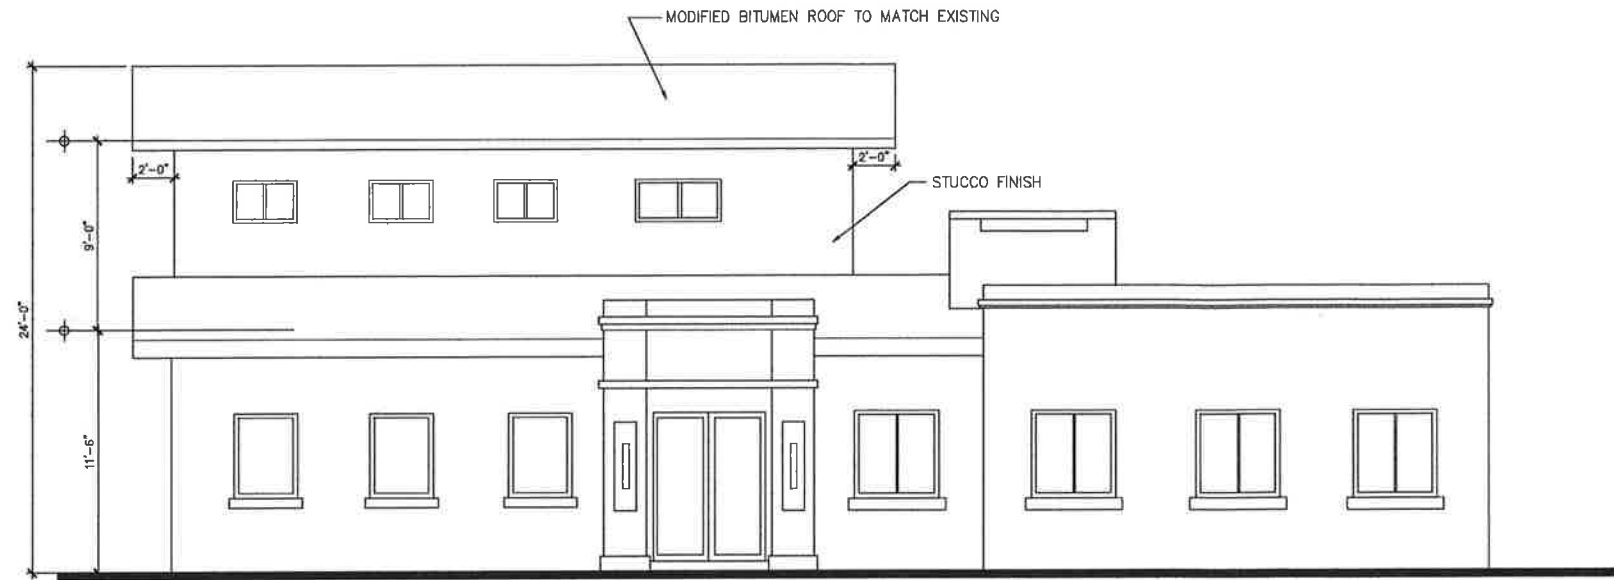 MODIFIED BITUMEN ROOF TO MATCH EXISTING
2'-0"
2'-0"
STUCCO FINISH
9'-0"
24'-0"
11'-6"